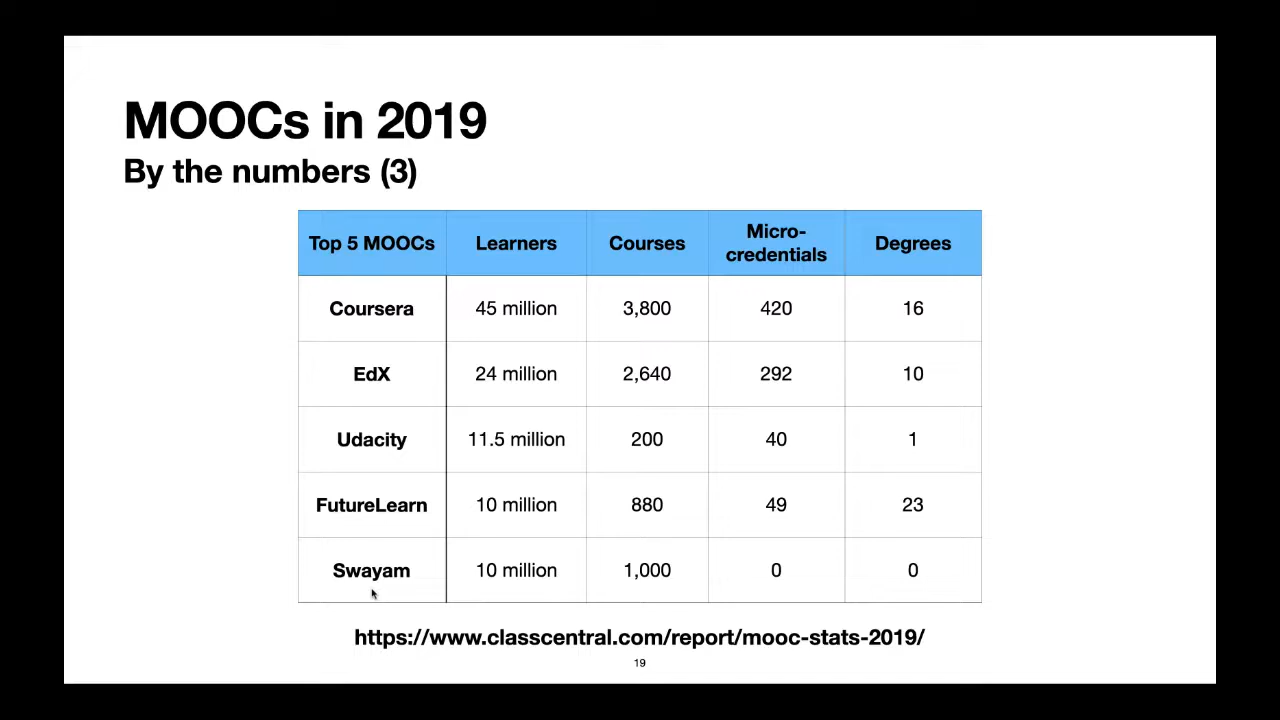 MOOCs in 2019
By the numbers (3)
Top 5 MOOCs Learners Courses Micro-credentials Degrees
Coursera 45 million 3,800 420 16
EdX 24 million 2,640 292 10
Udacity 11.5 million 200 40 1
FutureLearn 10 million 880 49 23
Swayam 10 million 1,000 0 0
https://www.classcentral.com/report/mooc-stats-2019/
19